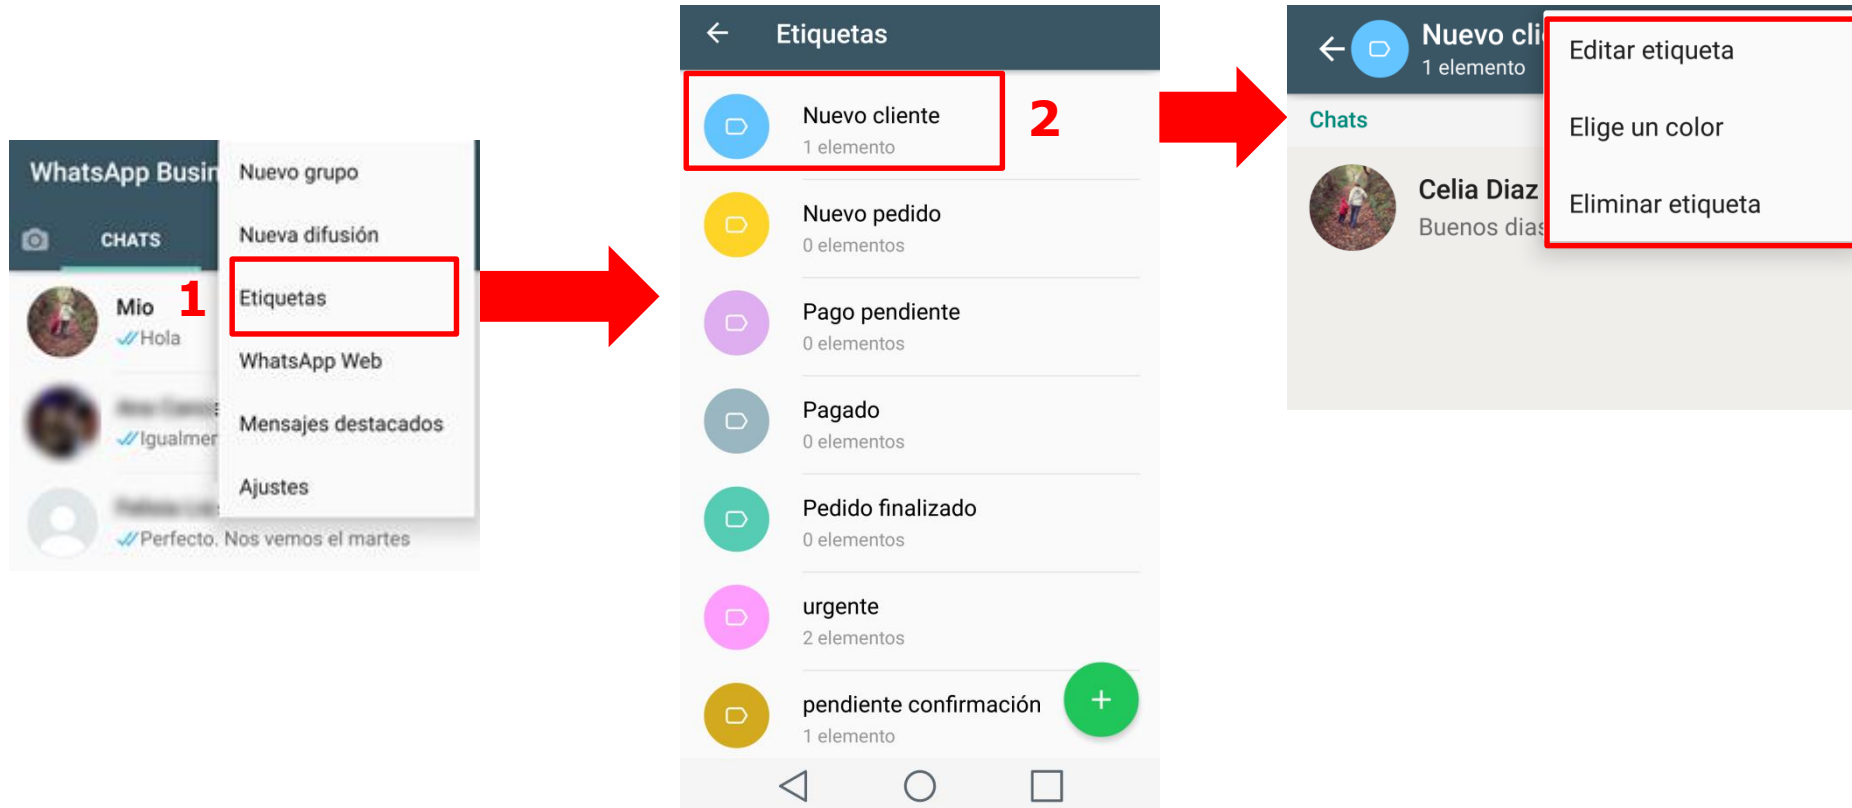 WhatsApp Busin
CHATS
Mio
Hola
Igualmer
Perfecto. Nos vemos el martes
Nuevo grupo
Nueva difusión
1
Etiquetas
WhatsApp Web
Mensajes destacados
Ajustes
Etiquetas
Nuevo cliente
1 elemento
2
Nuevo pedido
0 elementos
Pago pendiente
0 elementos
Pagado
0 elementos
Pedido finalizado
0 elementos
urgente
2 elementos
pendiente confirmación
1 elemento
Nuevo cli
1 elemento
Chats
Celia Diaz
Buenos dias
Editar etiqueta
Elige un color
Eliminar etiqueta